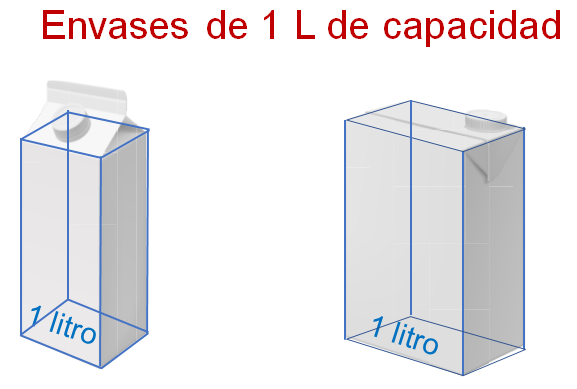 Envases de 1 L de capacidad
1 litro
1 litro